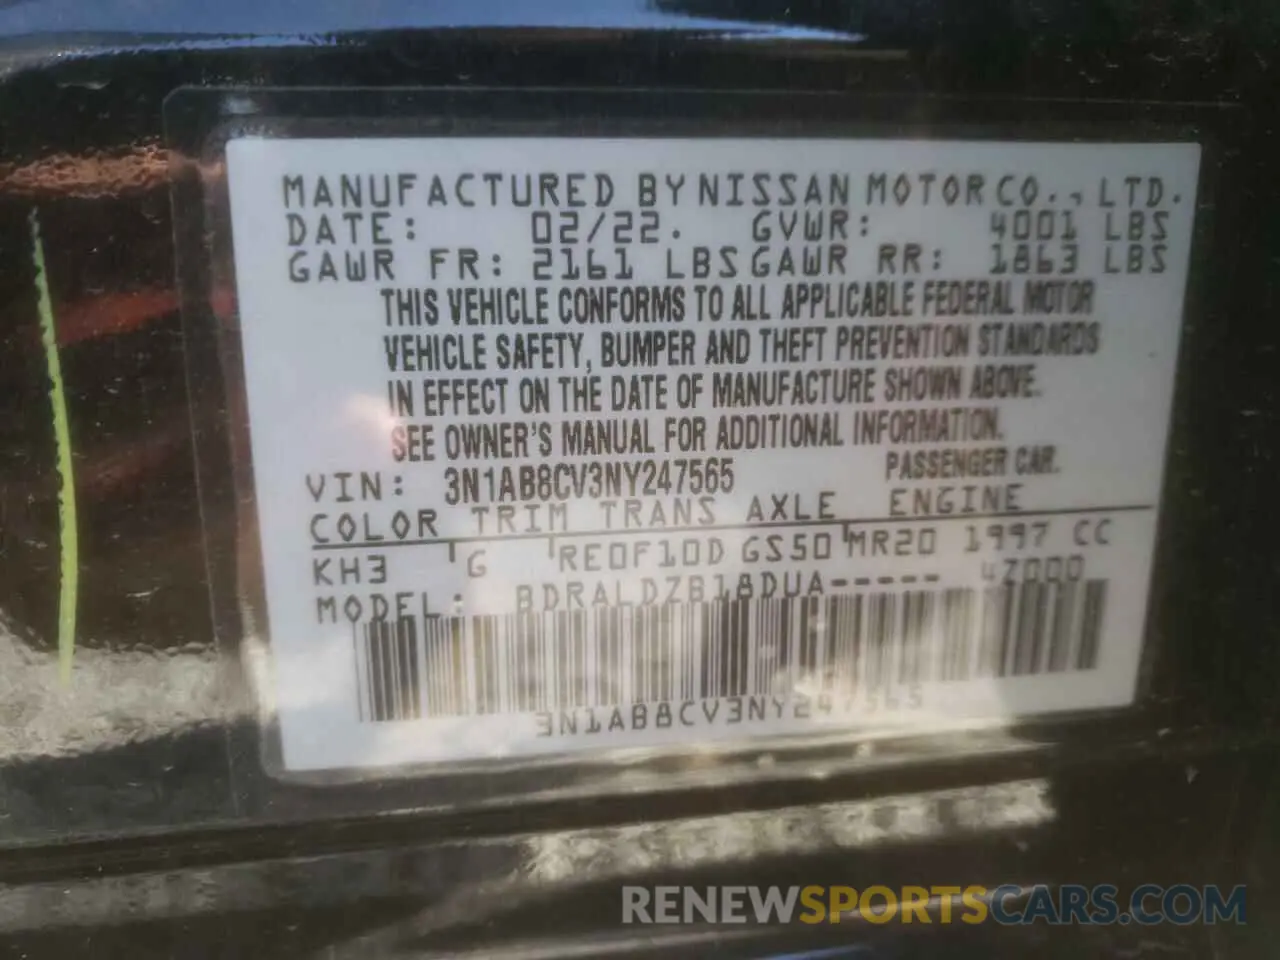 MANUFACTURED BY NISSAN MOTOR CO., LTD.
DATE: 02/22. GVWR: 4001 LBS
GAWR FR: 2161 LBS GAWR RR: 1863 LBS
THIS VEHICLE CONFORMS TO ALL APPLICABLE FEDERAL MOTOR
VEHICLE SAFETY, BUMPER AND THEFT PREVENTION STANDARDS
IN EFFECT ON THE DATE OF MANUFACTURE SHOWN ABOVE.
SEE OWNER'S MANUAL FOR ADDITIONAL INFORMATION.
VIN: 3N1AB8CV3NY247565 PASSENGER CAR.
COLOR TRIM TRANS AXLE ENGINE
KH3 G RE0F10D GS50 MR20 1997 CC
MODEL: BDRALDZB18DUA----- 4Z000
3N1AB8CV3NY247565
RENEWSPORTSCARS.COM